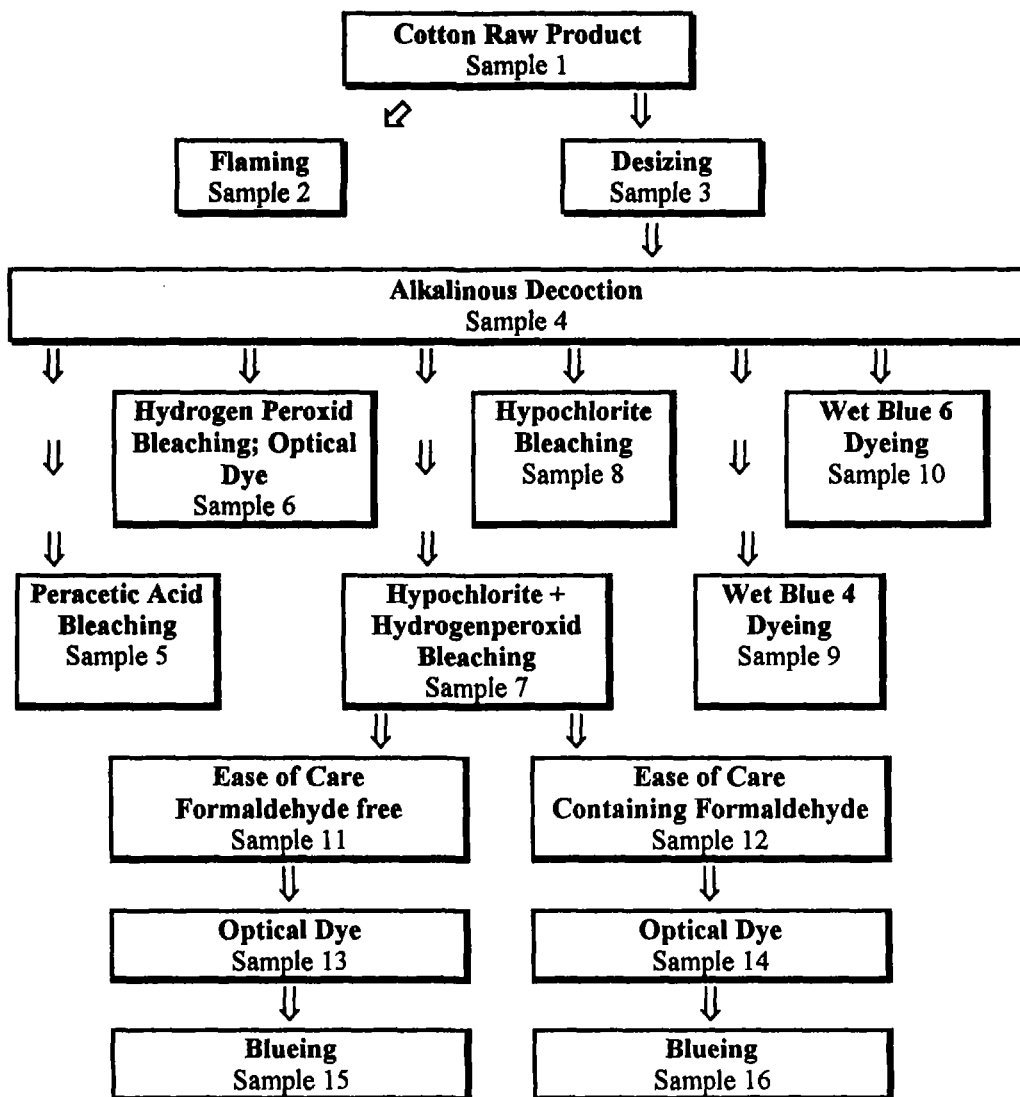 Cotton Raw Product
Sample 1
Flaming
Sample 2
Desizing
Sample 3
Alkalinous Decoction
Sample 4
Hydrogen Peroxid
Bleaching; Optical
Dye
Sample 6
Hypochlorite
Bleaching
Sample 8
Wet Blue 6
Dyeing
Sample 10
Peracetic Acid
Bleaching
Sample 5
Hypochlorite +
Hydrogenperoxid
Bleaching
Sample 7
Wet Blue 4
Dyeing
Sample 9
Ease of Care
Formaldehyde free
Sample 11
Ease of Care
Containing Formaldehyde
Sample 12
Optical Dye
Sample 13
Optical Dye
Sample 14
Blueing
Sample 15
Blueing
Sample 16